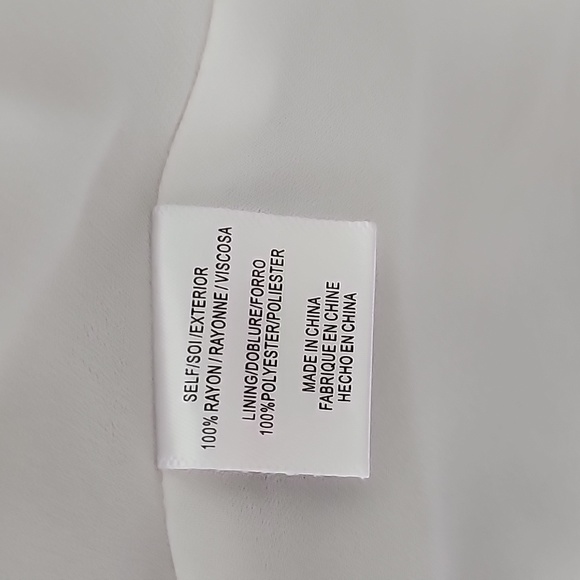 SELF/SOI/EXTERIOR
100% RAYON/RAYONNE/VISCOSA
LINING/DOBLURE/FORRO
100%POLYESTER/POLIESTER
MADE IN CHINA
FABRIQUE EN CHINE
HECHO EN CHINA